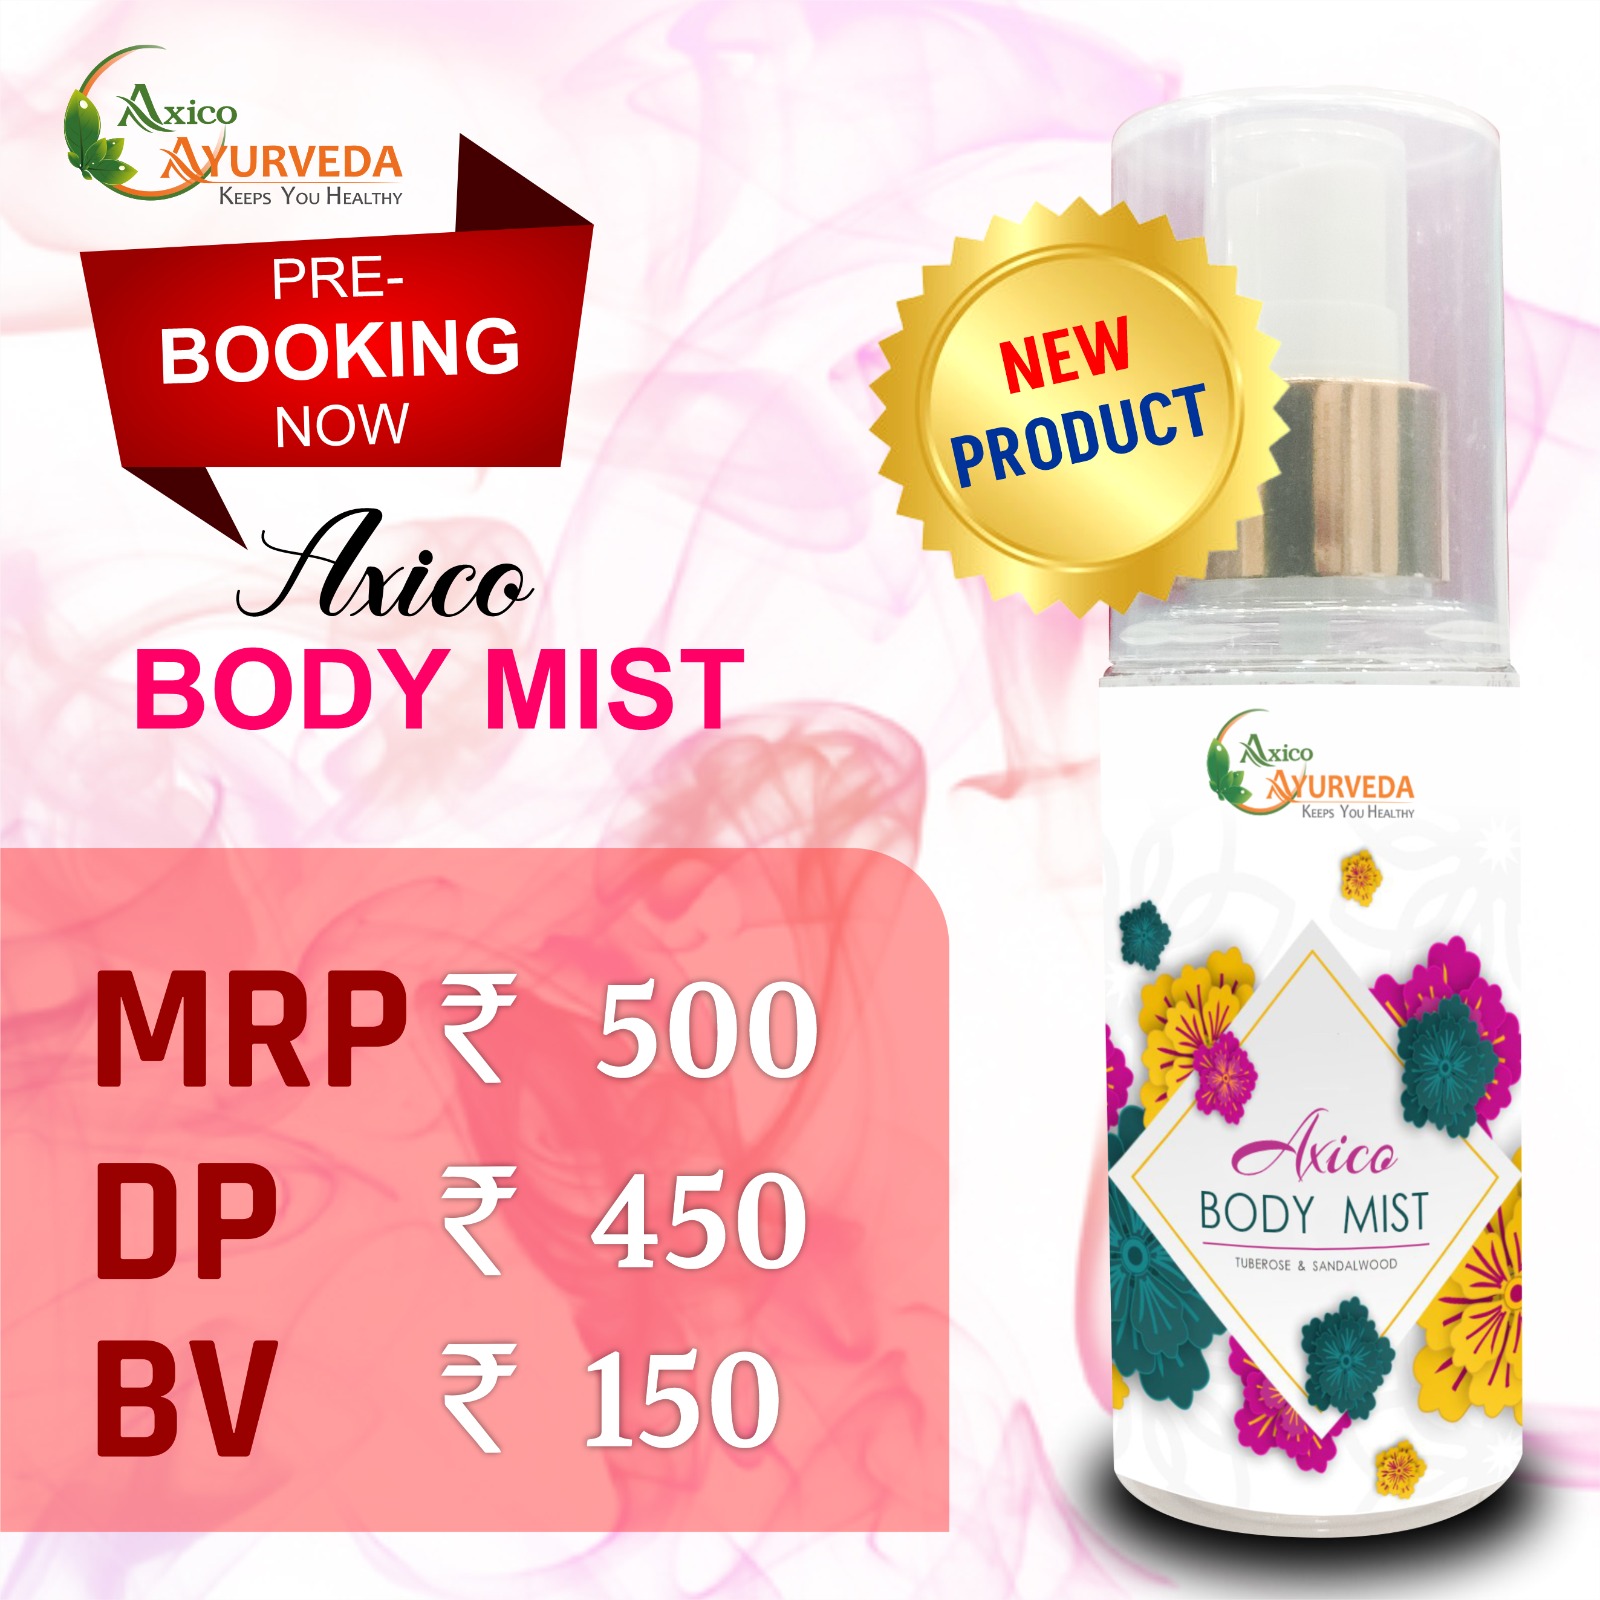 Axico
AYURVEDA
KEEPS YOU HEALTHY
PRE-
BOOKING
NOW
Axico
BODY MIST
NEW
PRODUCT
MRP ₹ 500
DP ₹ 450
BV ₹ 150
Axico
AYURVEDA
KEEPS YOU HEALTHY
Axico
BODY MIST
TUBEROSE & SANDALWOOD